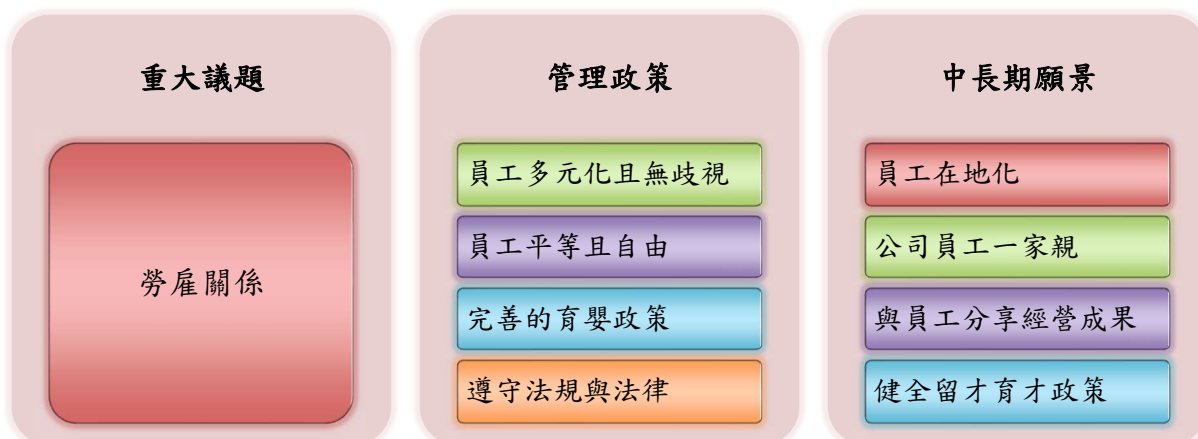 重大議題
勞雇關係
管理政策
員工多元化且無歧視
員工平等且自由
完善的育嬰政策
遵守法規與法律
中長期願景
員工在地化
公司員工一家親
與員工分享經營成果
健全留才育才政策